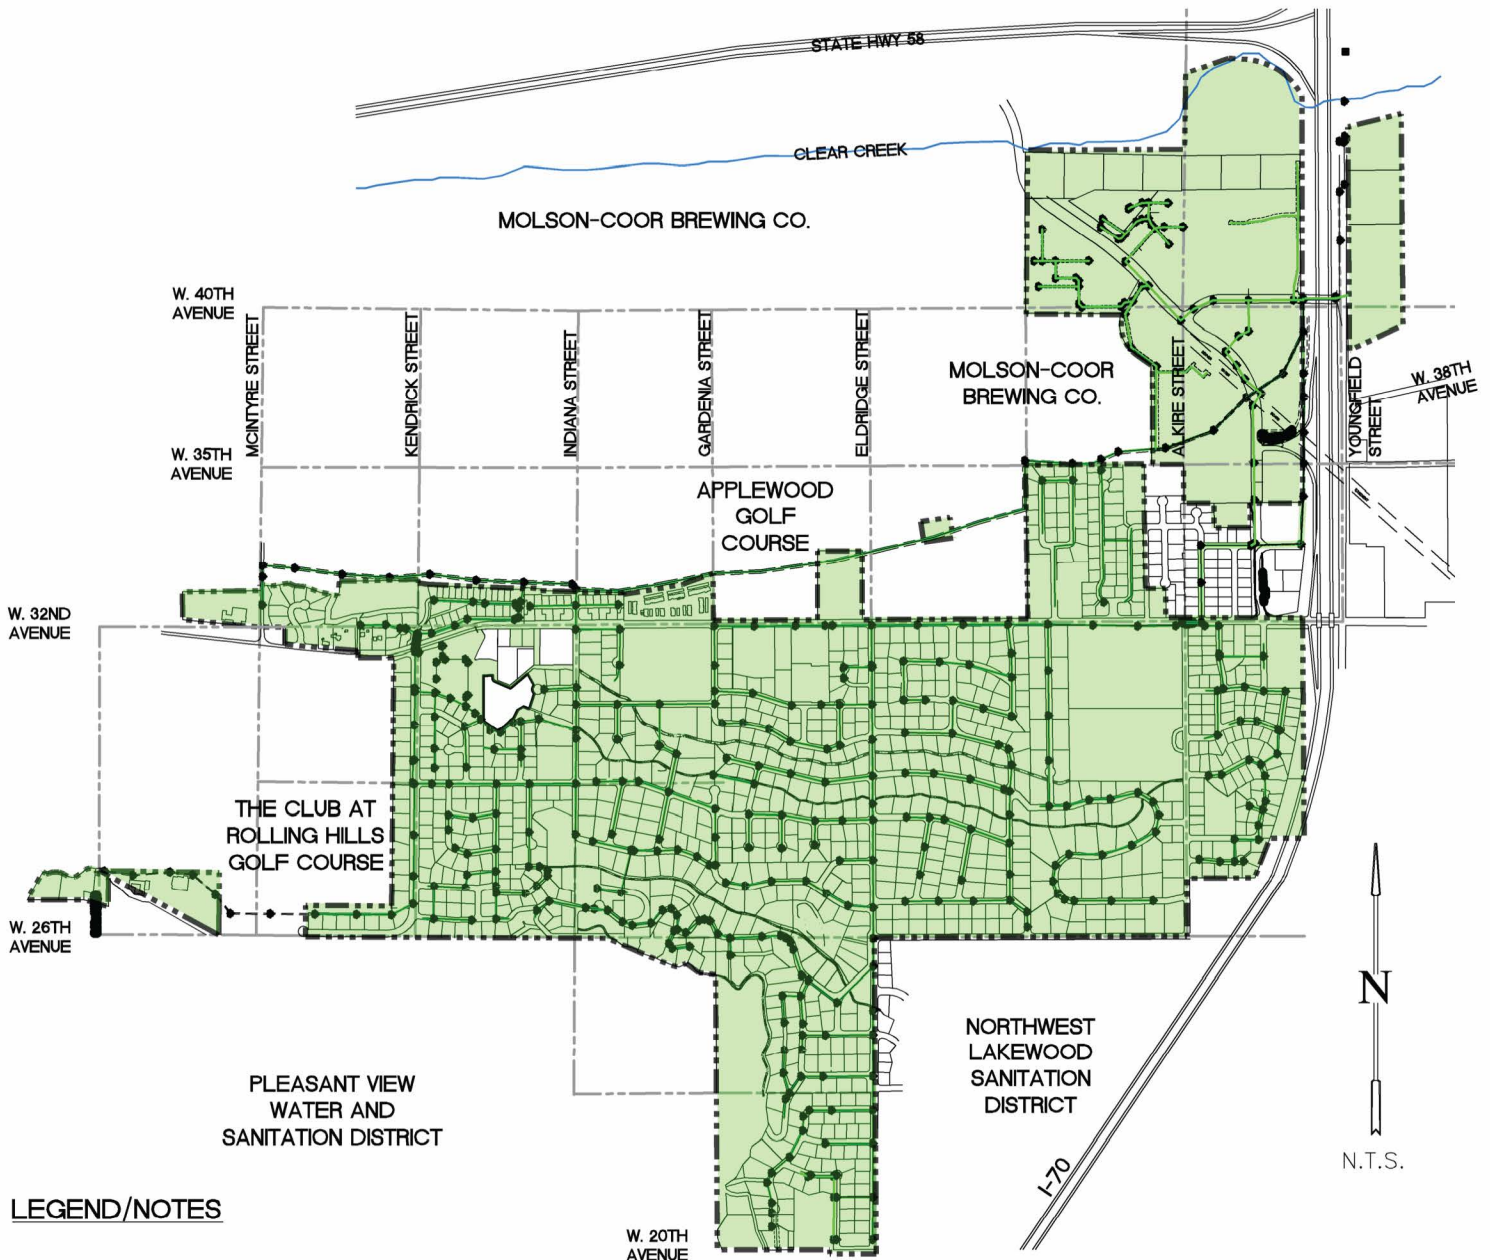 STATE HWY 58
CLEAR CREEK
MOLSON-COOR BREWING CO.
W. 40TH
AVENUE
MCINTYRE STREET
KENDRICK STREET
INDIANA STREET
GARDENIA STREET
ELDRIDGE STREET
MOLSON-COOR
BREWING CO.
ALKIRE STREET
YOUNGFIELD
STREET
W. 38TH
AVENUE
W. 35TH
AVENUE
APPLEWOOD
GOLF
COURSE
W. 32ND
AVENUE
THE CLUB AT
ROLLING HILLS
GOLF COURSE
W. 26TH
AVENUE
N
N.T.S.
NORTHWEST
LAKEWOOD
SANITATION
DISTRICT
PLEASANT VIEW
WATER AND
SANITATION DISTRICT
I-70
LEGEND/NOTES
W. 20TH
AVENUE